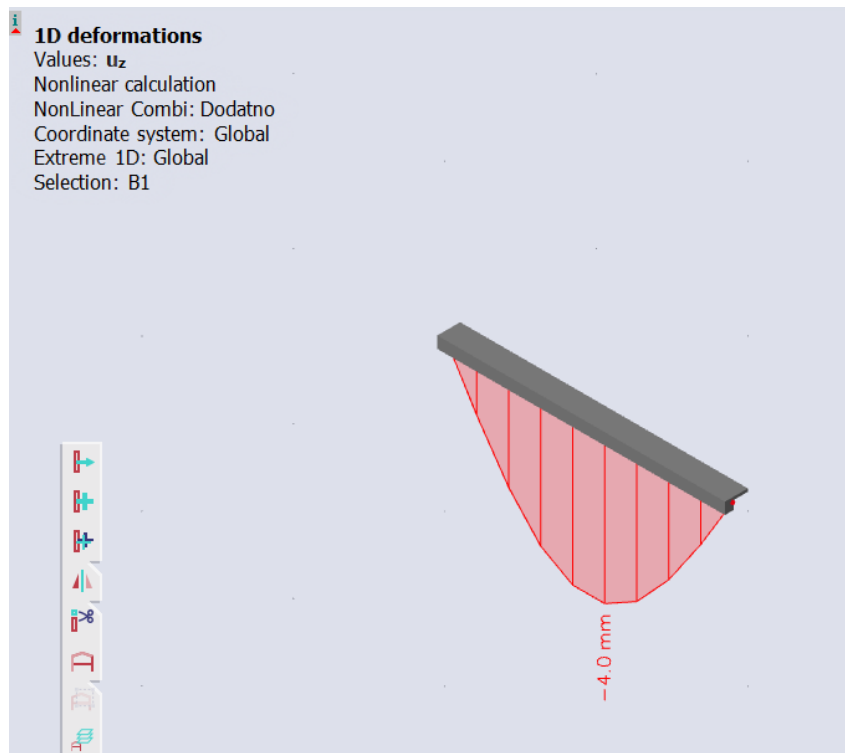 1D deformations
Values: uz
Nonlinear calculation
NonLinear Combi: Dodatno
Coordinate system: Global
Extreme 1D: Global
Selection: B1
-4.0 mm